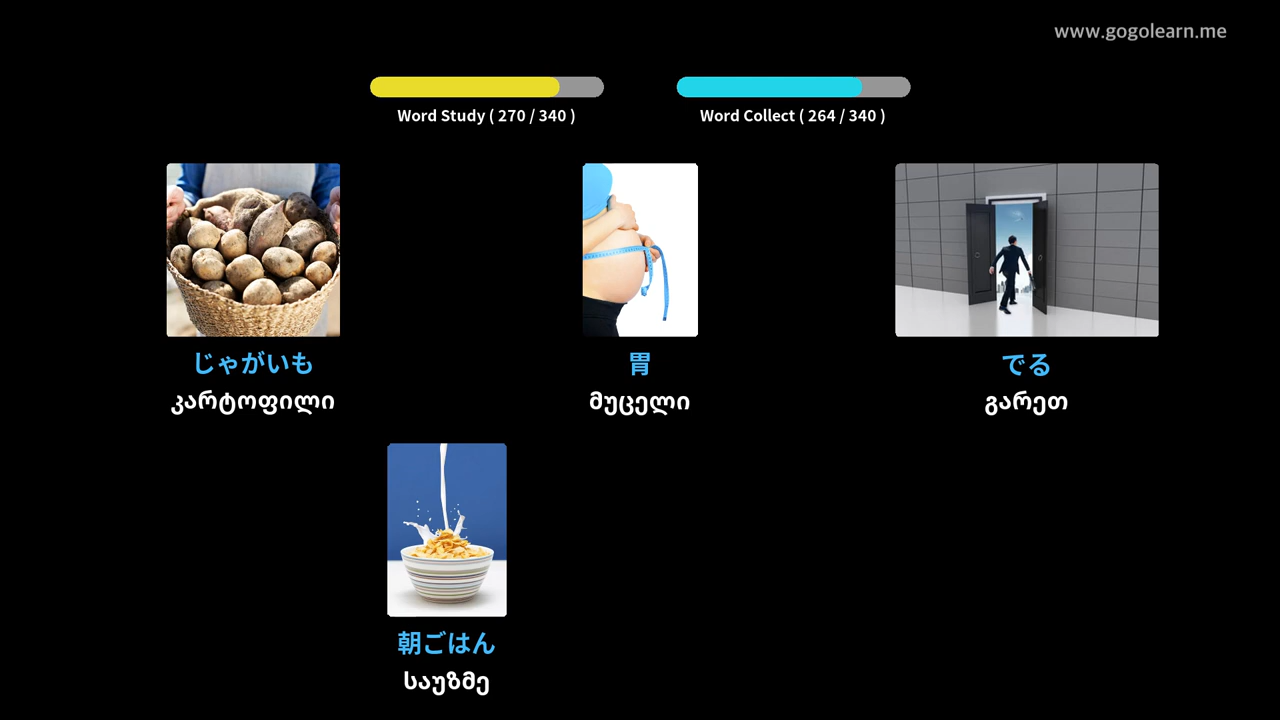 www.gogolearn.me
Word Study ( 270 / 340 )
Word Collect ( 264 / 340 )
じゃがいも
კარტოფილი
胃
მუცელი
でる
გარეთ
朝ごはん
საუზმე